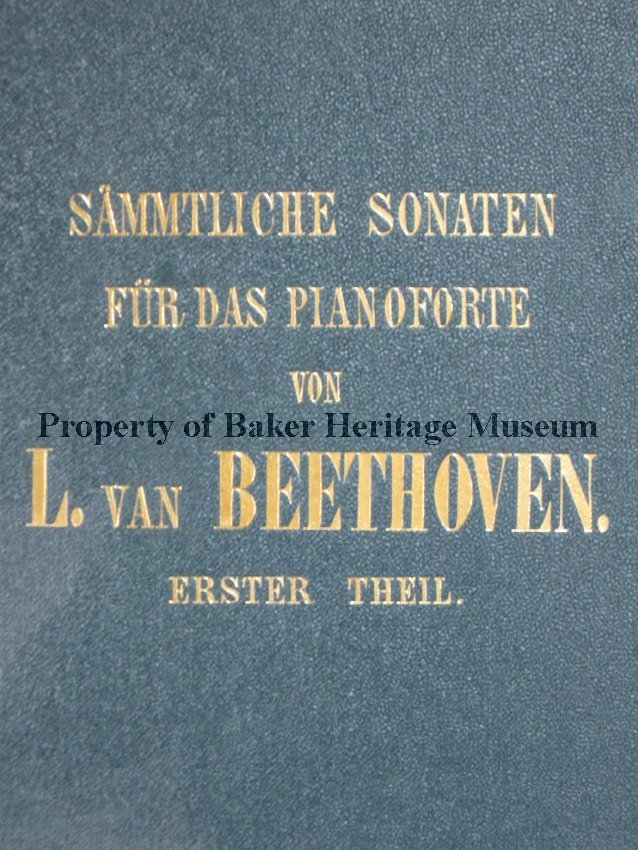 SÄMMTLICHE SONATEN
FÜR DAS PIANOFORTE
VON
Property of Baker Heritage Museum
L. VAN BEETHOVEN.
ERSTER THEIL.